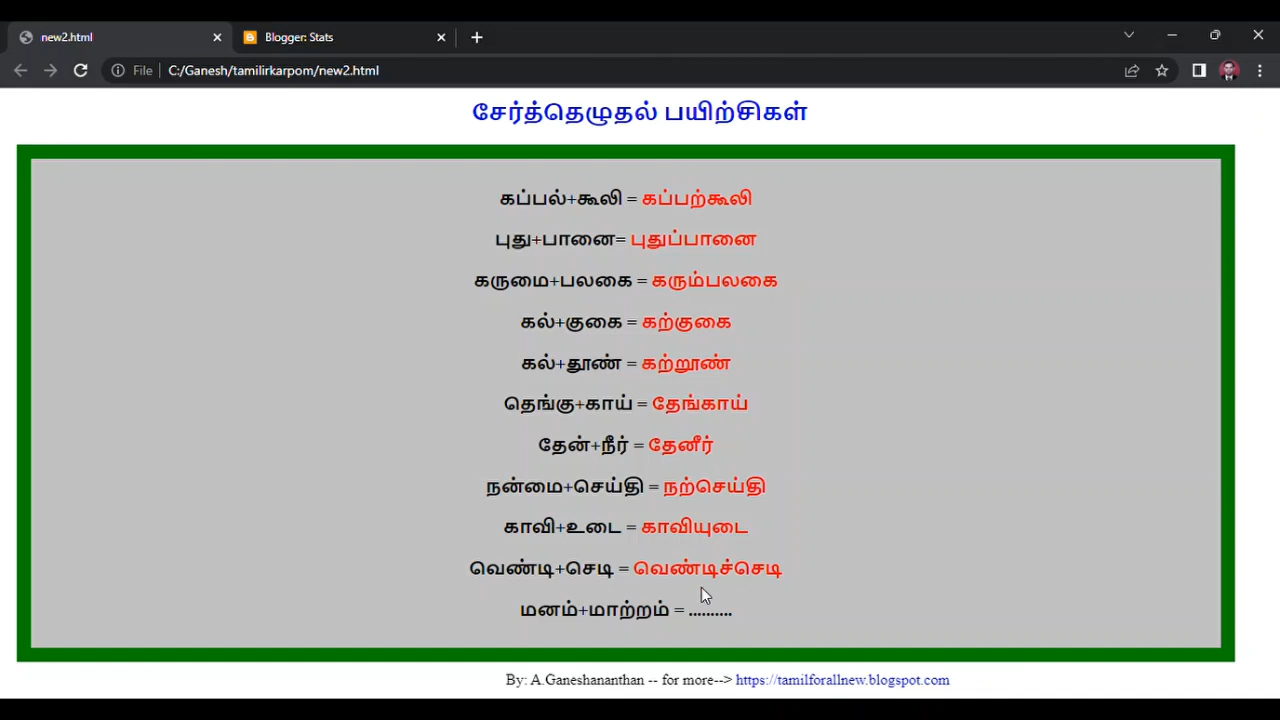 new2.html
Blogger: Stats
File C:/Ganesh/tamilirkarpom/new2.html
சேர்த்தெழுதல் பயிற்சிகள்
கப்பல்+கூலி = கப்பற்கூலி
புது+பானை= புதுப்பானை
கருமை+பலகை = கரும்பலகை
கல்+குகை = கற்குகை
கல்+தூண் = கற்றூண்
தெங்கு+காய் = தேங்காய்
தேன்+நீர் = தேனீர்
நன்மை+செய்தி = நற்செய்தி
காவி+உடை = காவியுடை
வெண்டி+செடி = வெண்டிச்செடி
மனம்+மாற்றம் = ..........
By: A.Ganeshananthan -- for more--> https://tamilforallnew.blogspot.com